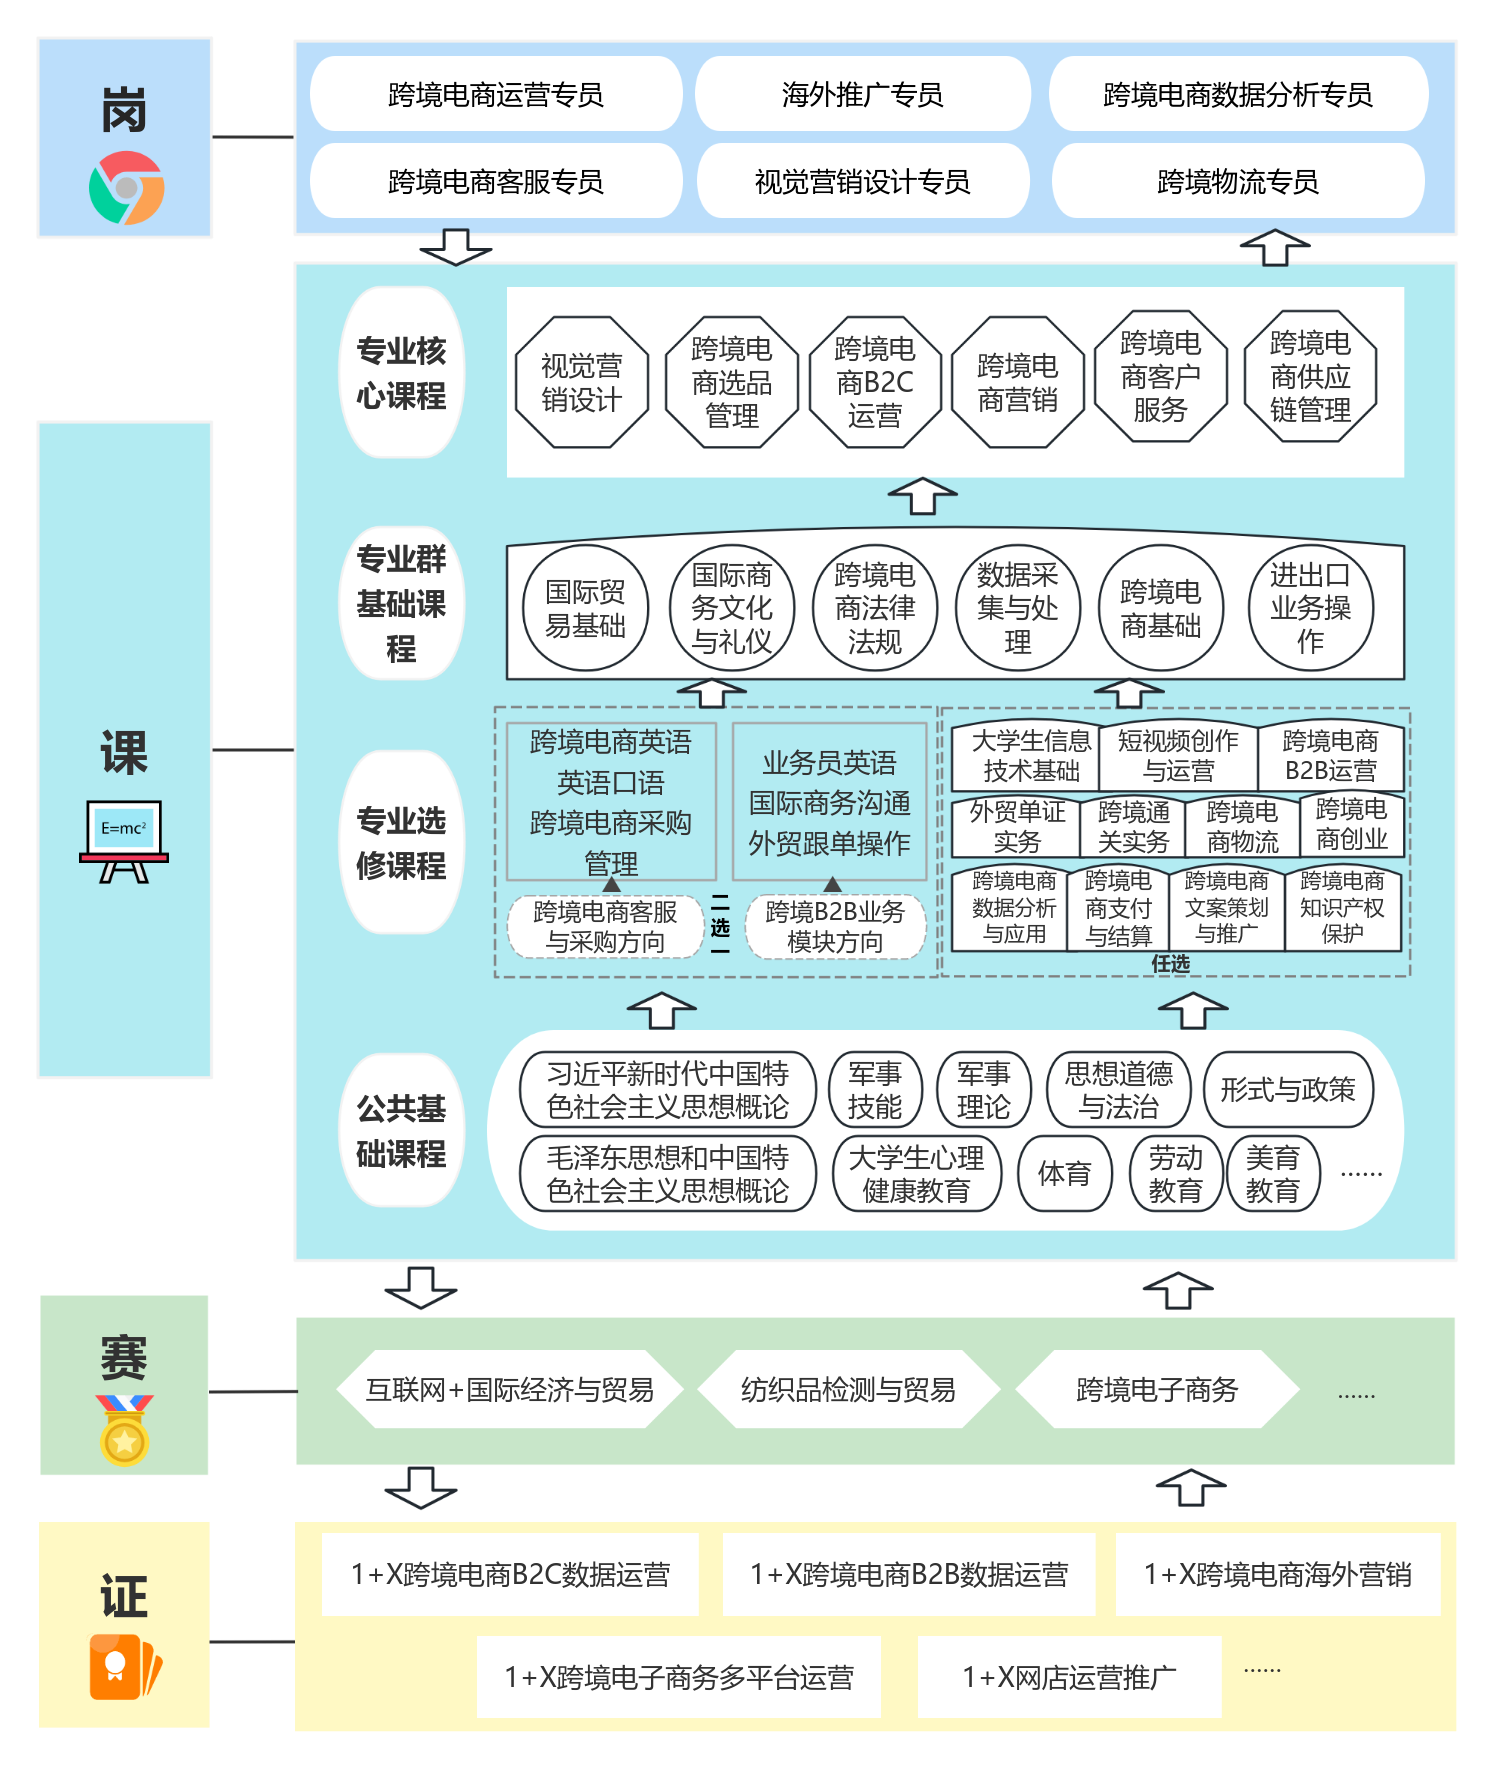 岗
跨境电商运营专员
海外推广专员
跨境电商数据分析专员
跨境电商客服专员
视觉营销设计专员
跨境物流专员
课
E=mc²
专业核
心课程
视觉营
销设计
跨境电
商选品
管理
跨境电
商B2C
运营
跨境电
商营销
跨境电
商客户
服务
跨境电
商供应
链管理
专业群
基础课
程
国际贸
易基础
国际商
务文化
与礼仪
跨境电
商法律
法规
数据采
集与处
理
跨境电
商基础
进出口
业务操
作
专业选
修课程
跨境电商英语
英语口语
跨境电商采购
管理
业务员英语
国际商务沟通
外贸跟单操作
跨境电商客服
与采购方向
二
选
一
跨境B2B业务
模块方向
大学生信息
技术基础
短视频创作
与运营
跨境电商
B2B运营
外贸单证
实务
跨境通
关实务
跨境电
商物流
跨境电
商创业
跨境电商
数据分析
与应用
跨境电
商支付
与结算
跨境电商
文案策划
与推广
跨境电商
知识产权
保护
任选
公共基
础课程
习近平新时代中国特
色社会主义思想概论
军事
技能
军事
理论
思想道德
与法治
形式与政策
毛泽东思想和中国特
色社会主义思想概论
大学生心理
健康教育
体育
劳动
教育
美育
教育
......
赛
互联网+国际经济与贸易
纺织品检测与贸易
跨境电子商务
......
证
1+X跨境电商B2C数据运营
1+X跨境电商B2B数据运营
1+X跨境电商海外营销
1+X跨境电子商务多平台运营
1+X网店运营推广
......